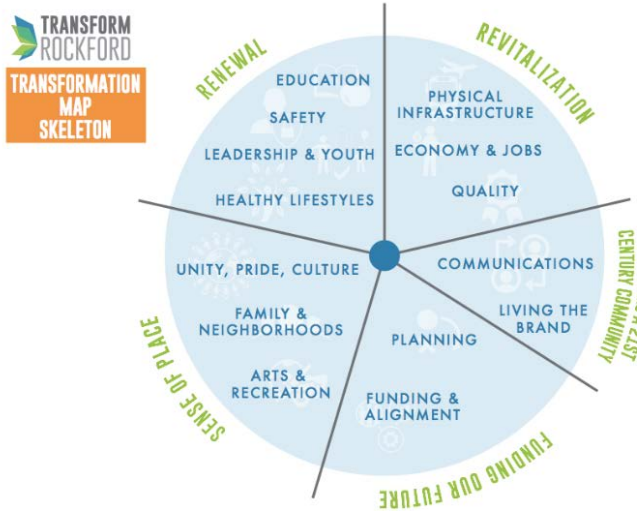 TRANSFORM
ROCKFORD
TRANSFORMATION
MAP
SKELETON
RENEWAL
EDUCATION
SAFETY
LEADERSHIP & YOUTH
HEALTHY LIFESTYLES
REVITALIZATION
PHYSICAL
INFRASTRUCTURE
ECONOMY & JOBS
QUALITY
21ST
CENTURY COMMUNITY
COMMUNICATIONS
LIVING THE
BRAND
FUNDING OUR FUTURE
PLANNING
FUNDING &
ALIGNMENT
SENSE OF PLACE
UNITY, PRIDE, CULTURE
FAMILY &
NEIGHBORHOODS
ARTS &
RECREATION